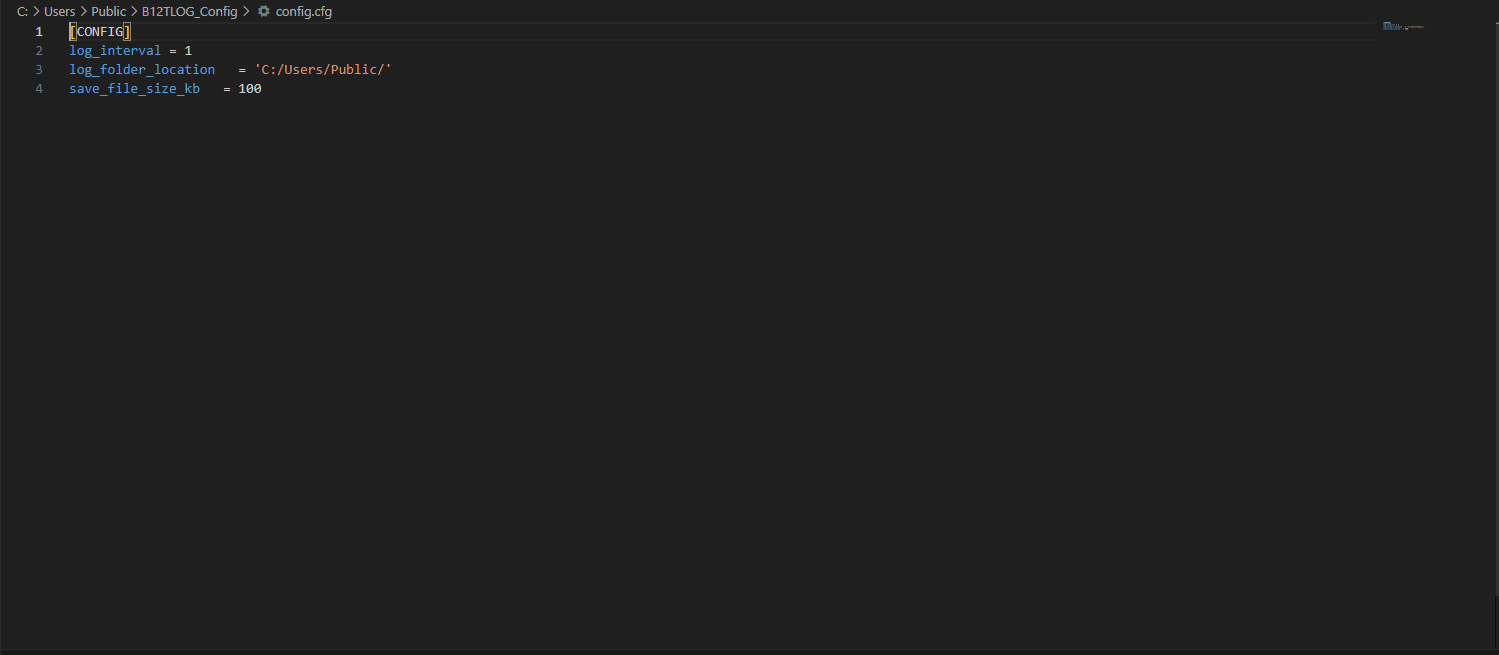 C: > Users > Public > B12TLOG_Config > config.cfg
1 [CONFIG]
2 log_interval = 1
3 log_folder_location   = 'C:/Users/Public/'
4 save_file_size_kb   = 100